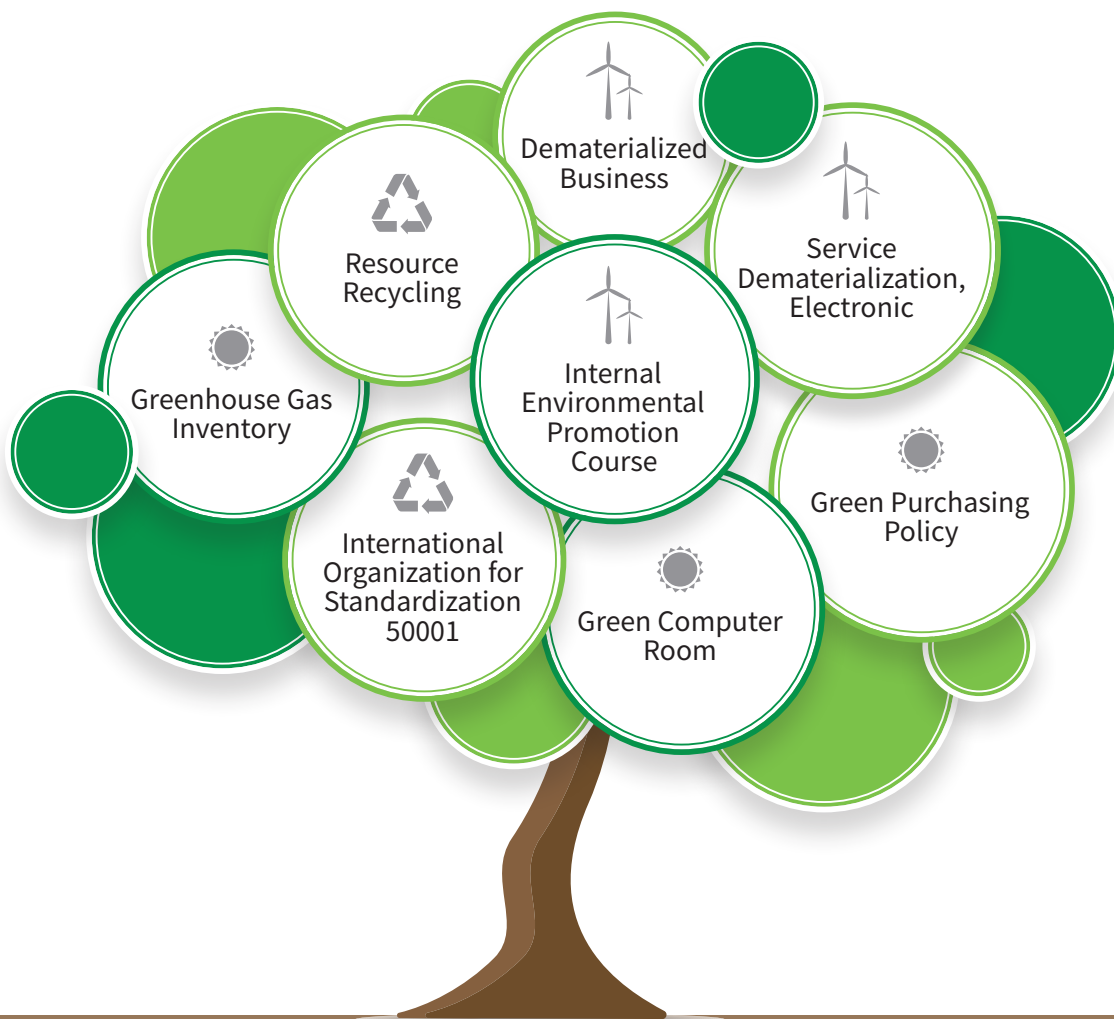 Dematerialized
Business
Service
Dematerialization,
Electronic
Resource
Recycling
Internal
Environmental
Promotion
Course
Greenhouse Gas
Inventory
Green Purchasing
Policy
International
Organization for
Standardization
50001
Green Computer
Room